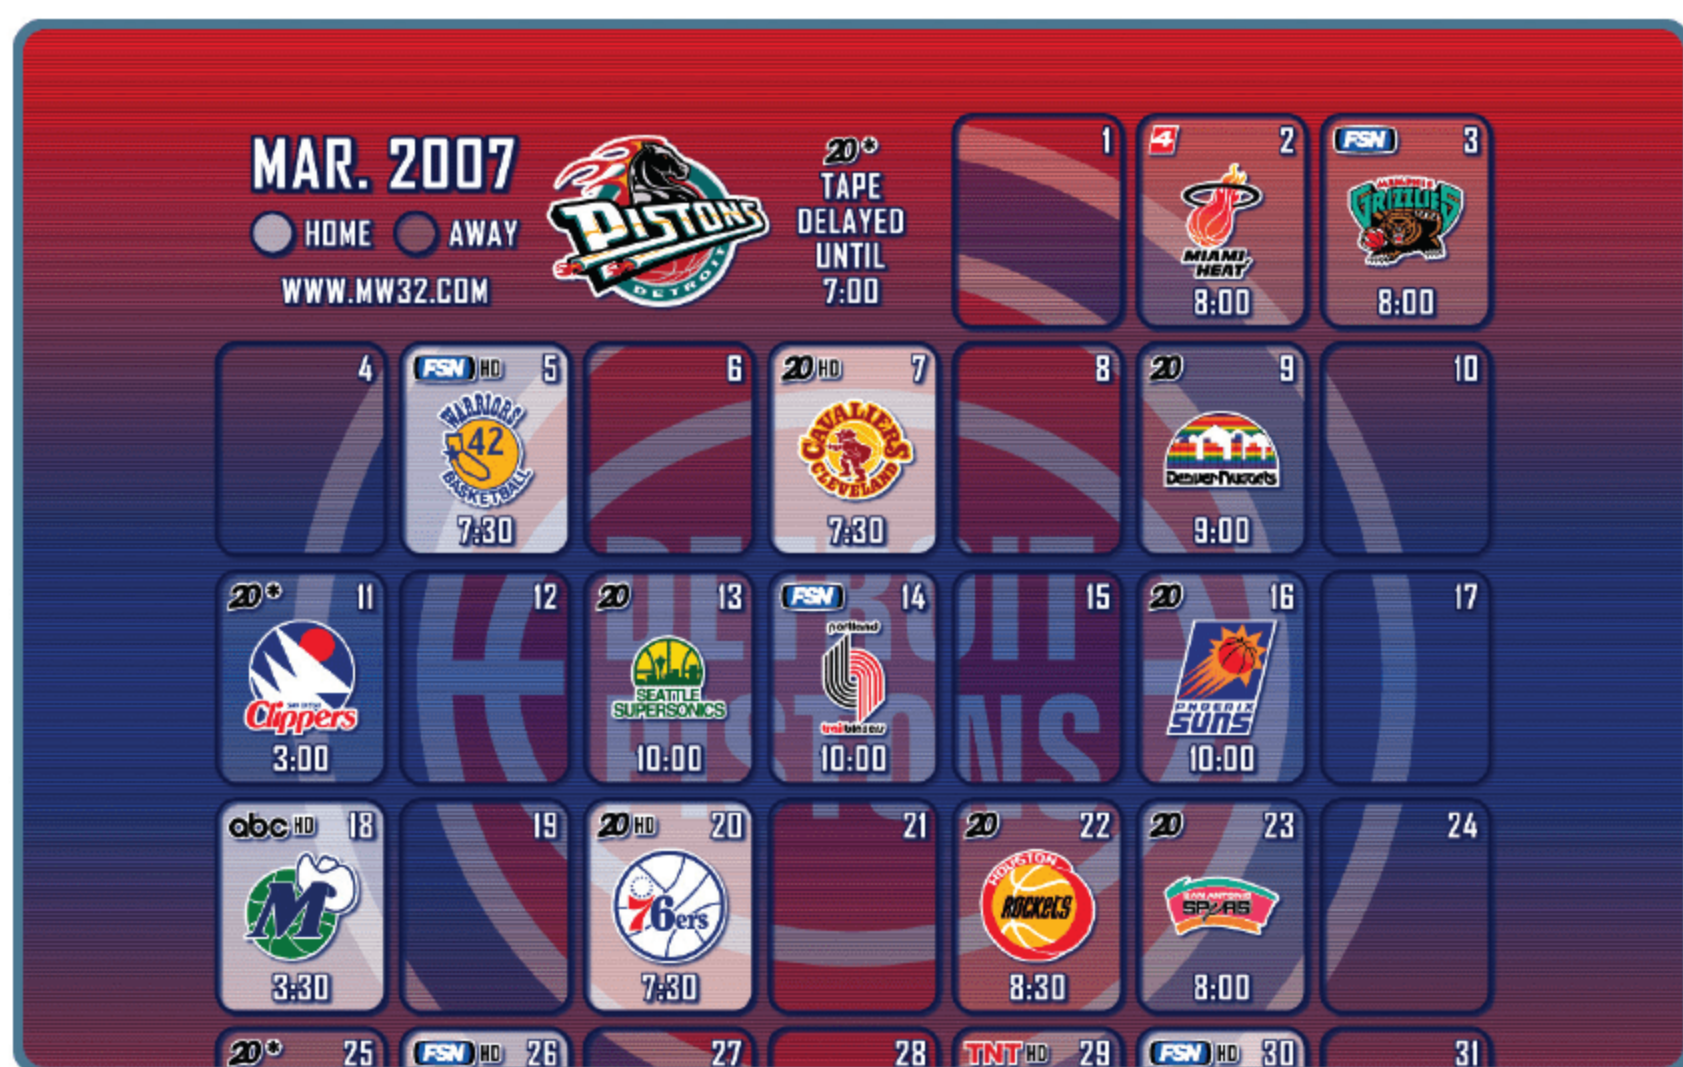 MAR. 2007
HOME AWAY
WWW.MW32.COM
PISTONS
DETROIT
20*
TAPE
DELAYED
UNTIL
7:00
1
4 2
MIAMI
HEAT
8:00
FSN 3
MEMPHIS
GRIZZLIES
8:00
4
FSN HD 5
WARRIORS
42
BASKETBALL
7:30
6
20 HD 7
CAVALIERS
CLEVELAND
7:30
8
20 9
Denver Nuggets
9:00
10
20* 11
Clippers
3:00
12
20 13
SEATTLE
SUPERSONICS
10:00
FSN 14
portland
trail blazers
10:00
15
20 16
PHOENIX
SUNS
10:00
17
DETROIT
PISTONS
abc HD 18
M
3:30
19
20 HD 20
76ers
7:30
21
20 22
HOUSTON
ROCKETS
8:30
20 23
SAN ANTONIO
SPURS
8:00
24
20* 25
FSN HD 26
27
28
TNT HD 29
FSN HD 30
31